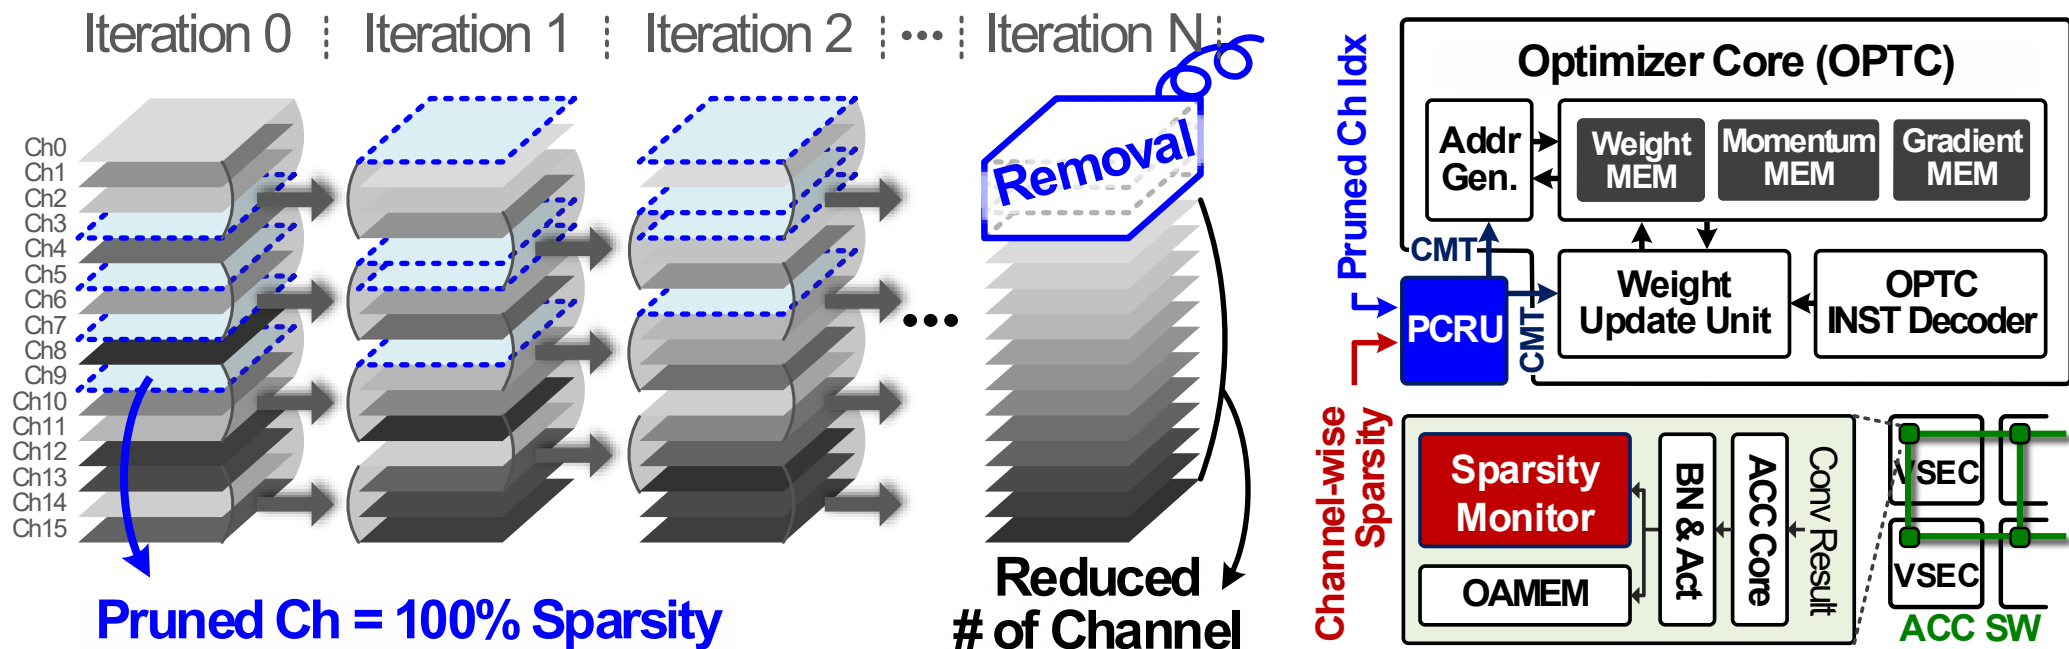 Iteration 0
Iteration 1
Iteration 2
...
Iteration N
Ch0
Ch1
Ch2
Ch3
Ch4
Ch5
Ch6
Ch7
Ch8
Ch9
Ch10
Ch11
Ch12
Ch13
Ch14
Ch15
Removal
...
Pruned Ch = 100% Sparsity
Reduced
# of Channel
Pruned Ch Idx
Channel-wise
Sparsity
Optimizer Core (OPTC)
Addr
Gen.
Weight
MEM
Momentum
MEM
Gradient
MEM
CMT
PCRU
CMT
Weight
Update Unit
OPTC
INST Decoder
Sparsity
Monitor
OAMEM
BN & Act
ACC Core
Conv Result
VSEC
VSEC
ACC SW